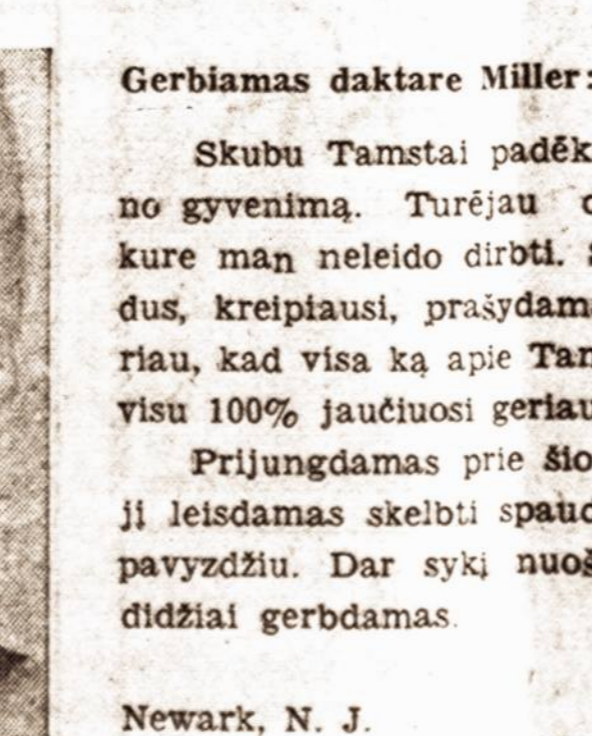 Gerbiamas daktare Miller:
Skubu Tamstai padėk
no gyvenimą. Turėjau
kure man neleido dirbti.
dus, kreipiausi, prašydam
riau, kad visa ką apie Tam
visu 100% jaučiuosi geriau
Prijungdamas prie šio
jį leisdamas skelbti spaud
pavyzdžiu. Dar sykį nuoš
didžiai gerbdamas.
Newark, N. J.